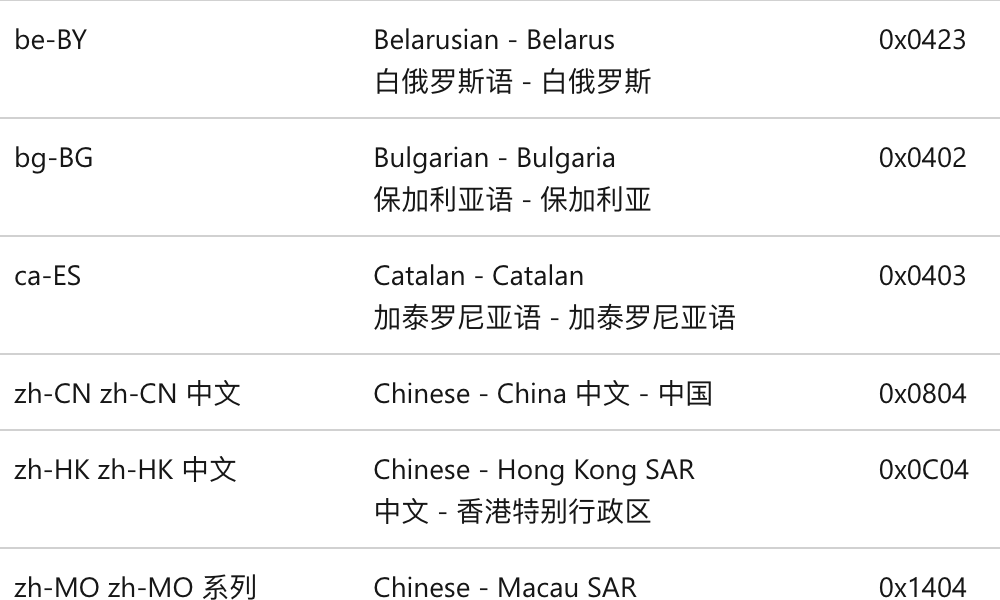 be-BY Belarusian - Belarus 0x0423
白俄罗斯语 - 白俄罗斯
bg-BG Bulgarian - Bulgaria 0x0402
保加利亚语 - 保加利亚
ca-ES Catalan - Catalan 0x0403
加泰罗尼亚语 - 加泰罗尼亚语
zh-CN zh-CN 中文 Chinese - China 中文 - 中国 0x0804
zh-HK zh-HK 中文 Chinese - Hong Kong SAR 0x0C04
中文 - 香港特别行政区
zh-MO zh-MO 系列 Chinese - Macau SAR 0x1404